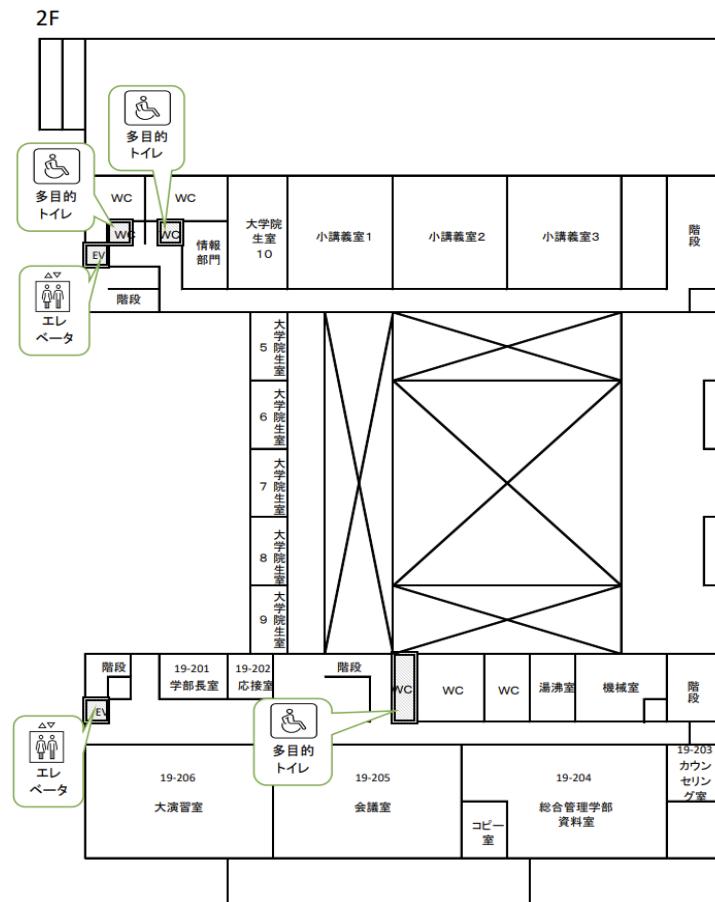 2F
多目的
トイレ
多目的
トイレ
WC
WC
WC
WC
EV
エレ
ベータ
階段
情報
部門
大学院
生室
10
小講義室1
小講義室2
小講義室3
階
段
大学院生室
5
大学院生室
6
大学院生室
7
大学院生室
8
大学院生室
9
階段
19-201
学部長室
19-202
応接室
階段
WC
WC
WC
湯沸室
機械室
階
段
EV
エレ
ベータ
多目的
トイレ
19-206
大演習室
19-205
会議室
19-204
総合管理学部
資料室
コピー
室
19-203
カウン
セリン
グ室